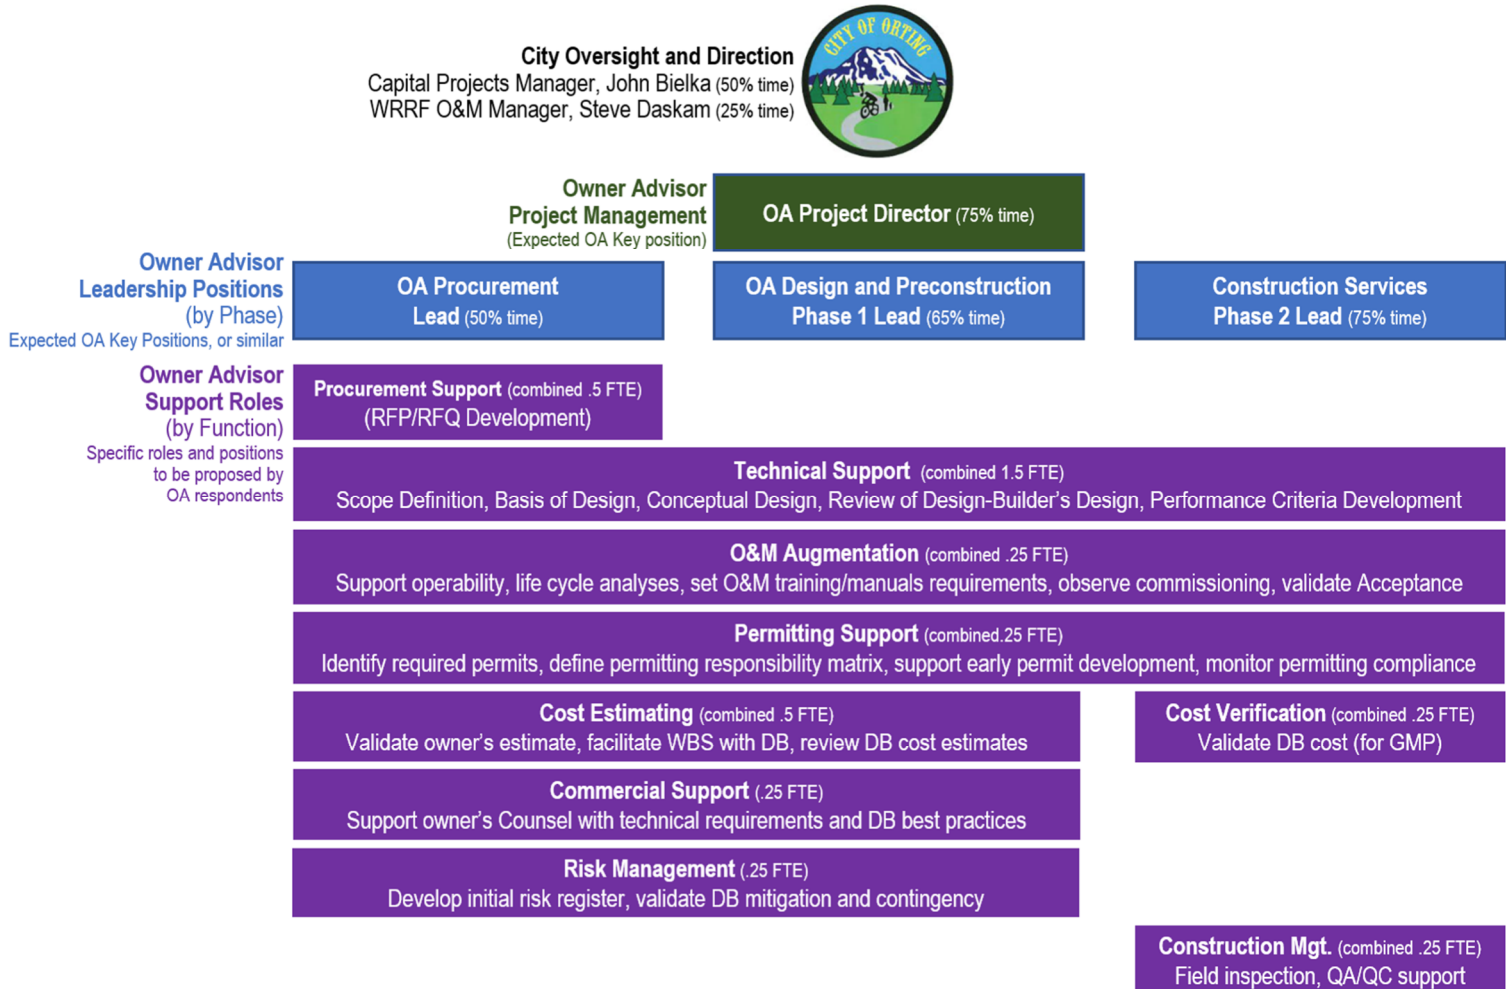 City Oversight and Direction
Capital Projects Manager, John Bielka (50% time)
WRRF O&M Manager, Steve Daskam (25% time)
CITY OF ORTING
Owner Advisor
Project Management
(Expected OA Key position)
OA Project Director (75% time)
Owner Advisor
Leadership Positions
(by Phase)
Expected OA Key Positions, or similar
OA Procurement
Lead (50% time)
OA Design and Preconstruction
Phase 1 Lead (65% time)
Construction Services
Phase 2 Lead (75% time)
Owner Advisor
Support Roles
(by Function)
Specific roles and positions
to be proposed by
OA respondents
Procurement Support (combined .5 FTE)
(RFP/RFQ Development)
Technical Support (combined 1.5 FTE)
Scope Definition, Basis of Design, Conceptual Design, Review of Design-Builder's Design, Performance Criteria Development
O&M Augmentation (combined .25 FTE)
Support operability, life cycle analyses, set O&M training/manuals requirements, observe commissioning, validate Acceptance
Permitting Support (combined.25 FTE)
Identify required permits, define permitting responsibility matrix, support early permit development, monitor permitting compliance
Cost Estimating (combined .5 FTE)
Validate owner's estimate, facilitate WBS with DB, review DB cost estimates
Cost Verification (combined .25 FTE)
Validate DB cost (for GMP)
Commercial Support (.25 FTE)
Support owner's Counsel with technical requirements and DB best practices
Risk Management (.25 FTE)
Develop initial risk register, validate DB mitigation and contingency
Construction Mgt. (combined .25 FTE)
Field inspection, QA/QC support